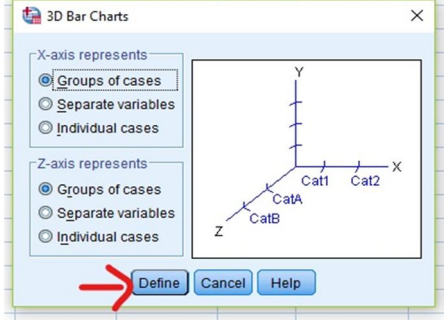 3D Bar Charts
X-axis represents
Groups of cases
Separate variables
Individual cases
Z-axis represents
Groups of cases
Separate variables
Individual cases
Y
X
Cat1 Cat2
CatA
CatB
Z
Define Cancel Help